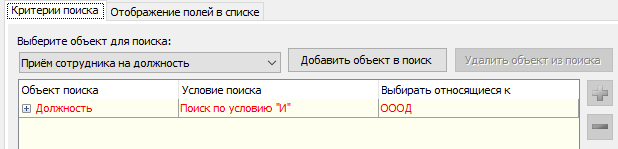 Критерии поиска Отображение полей в списке
Выберите объект для поиска:
Приём сотрудника на должность Добавить объект в поиск Удалить объект из поиска
Объект поиска Условие поиска Выбирать относящиеся к
Должность Поиск по условию "И" ОООД